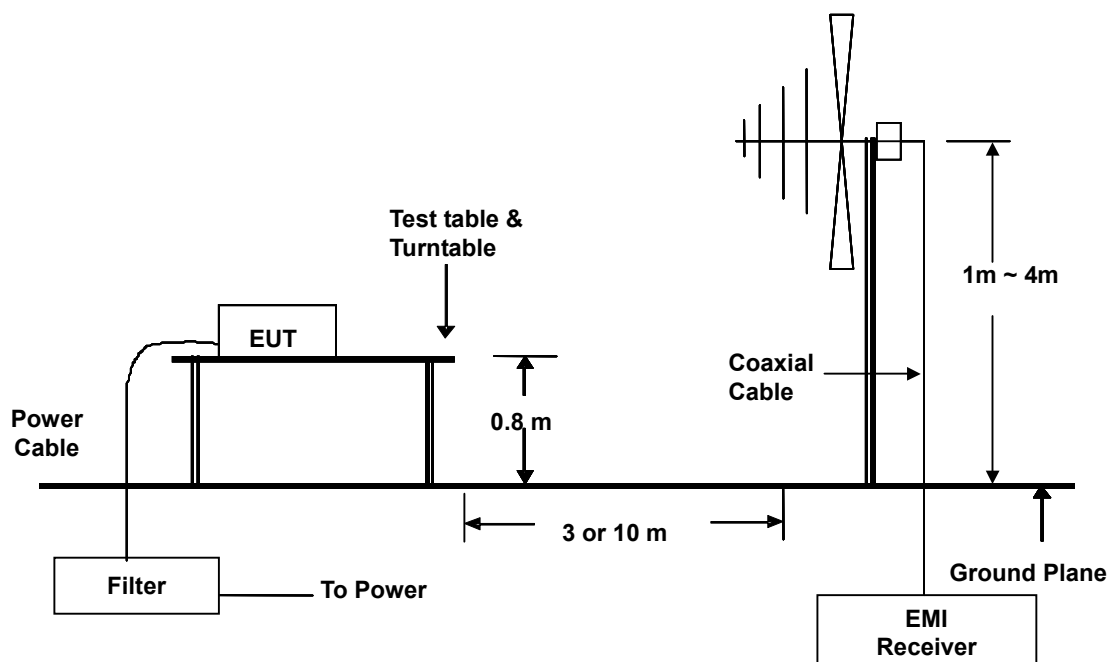 Test table &
Turntable
1m ~ 4m
EUT
Coaxial
Cable
0.8 m
Power
Cable
3 or 10 m
Filter
To Power
Ground Plane
EMI
Receiver